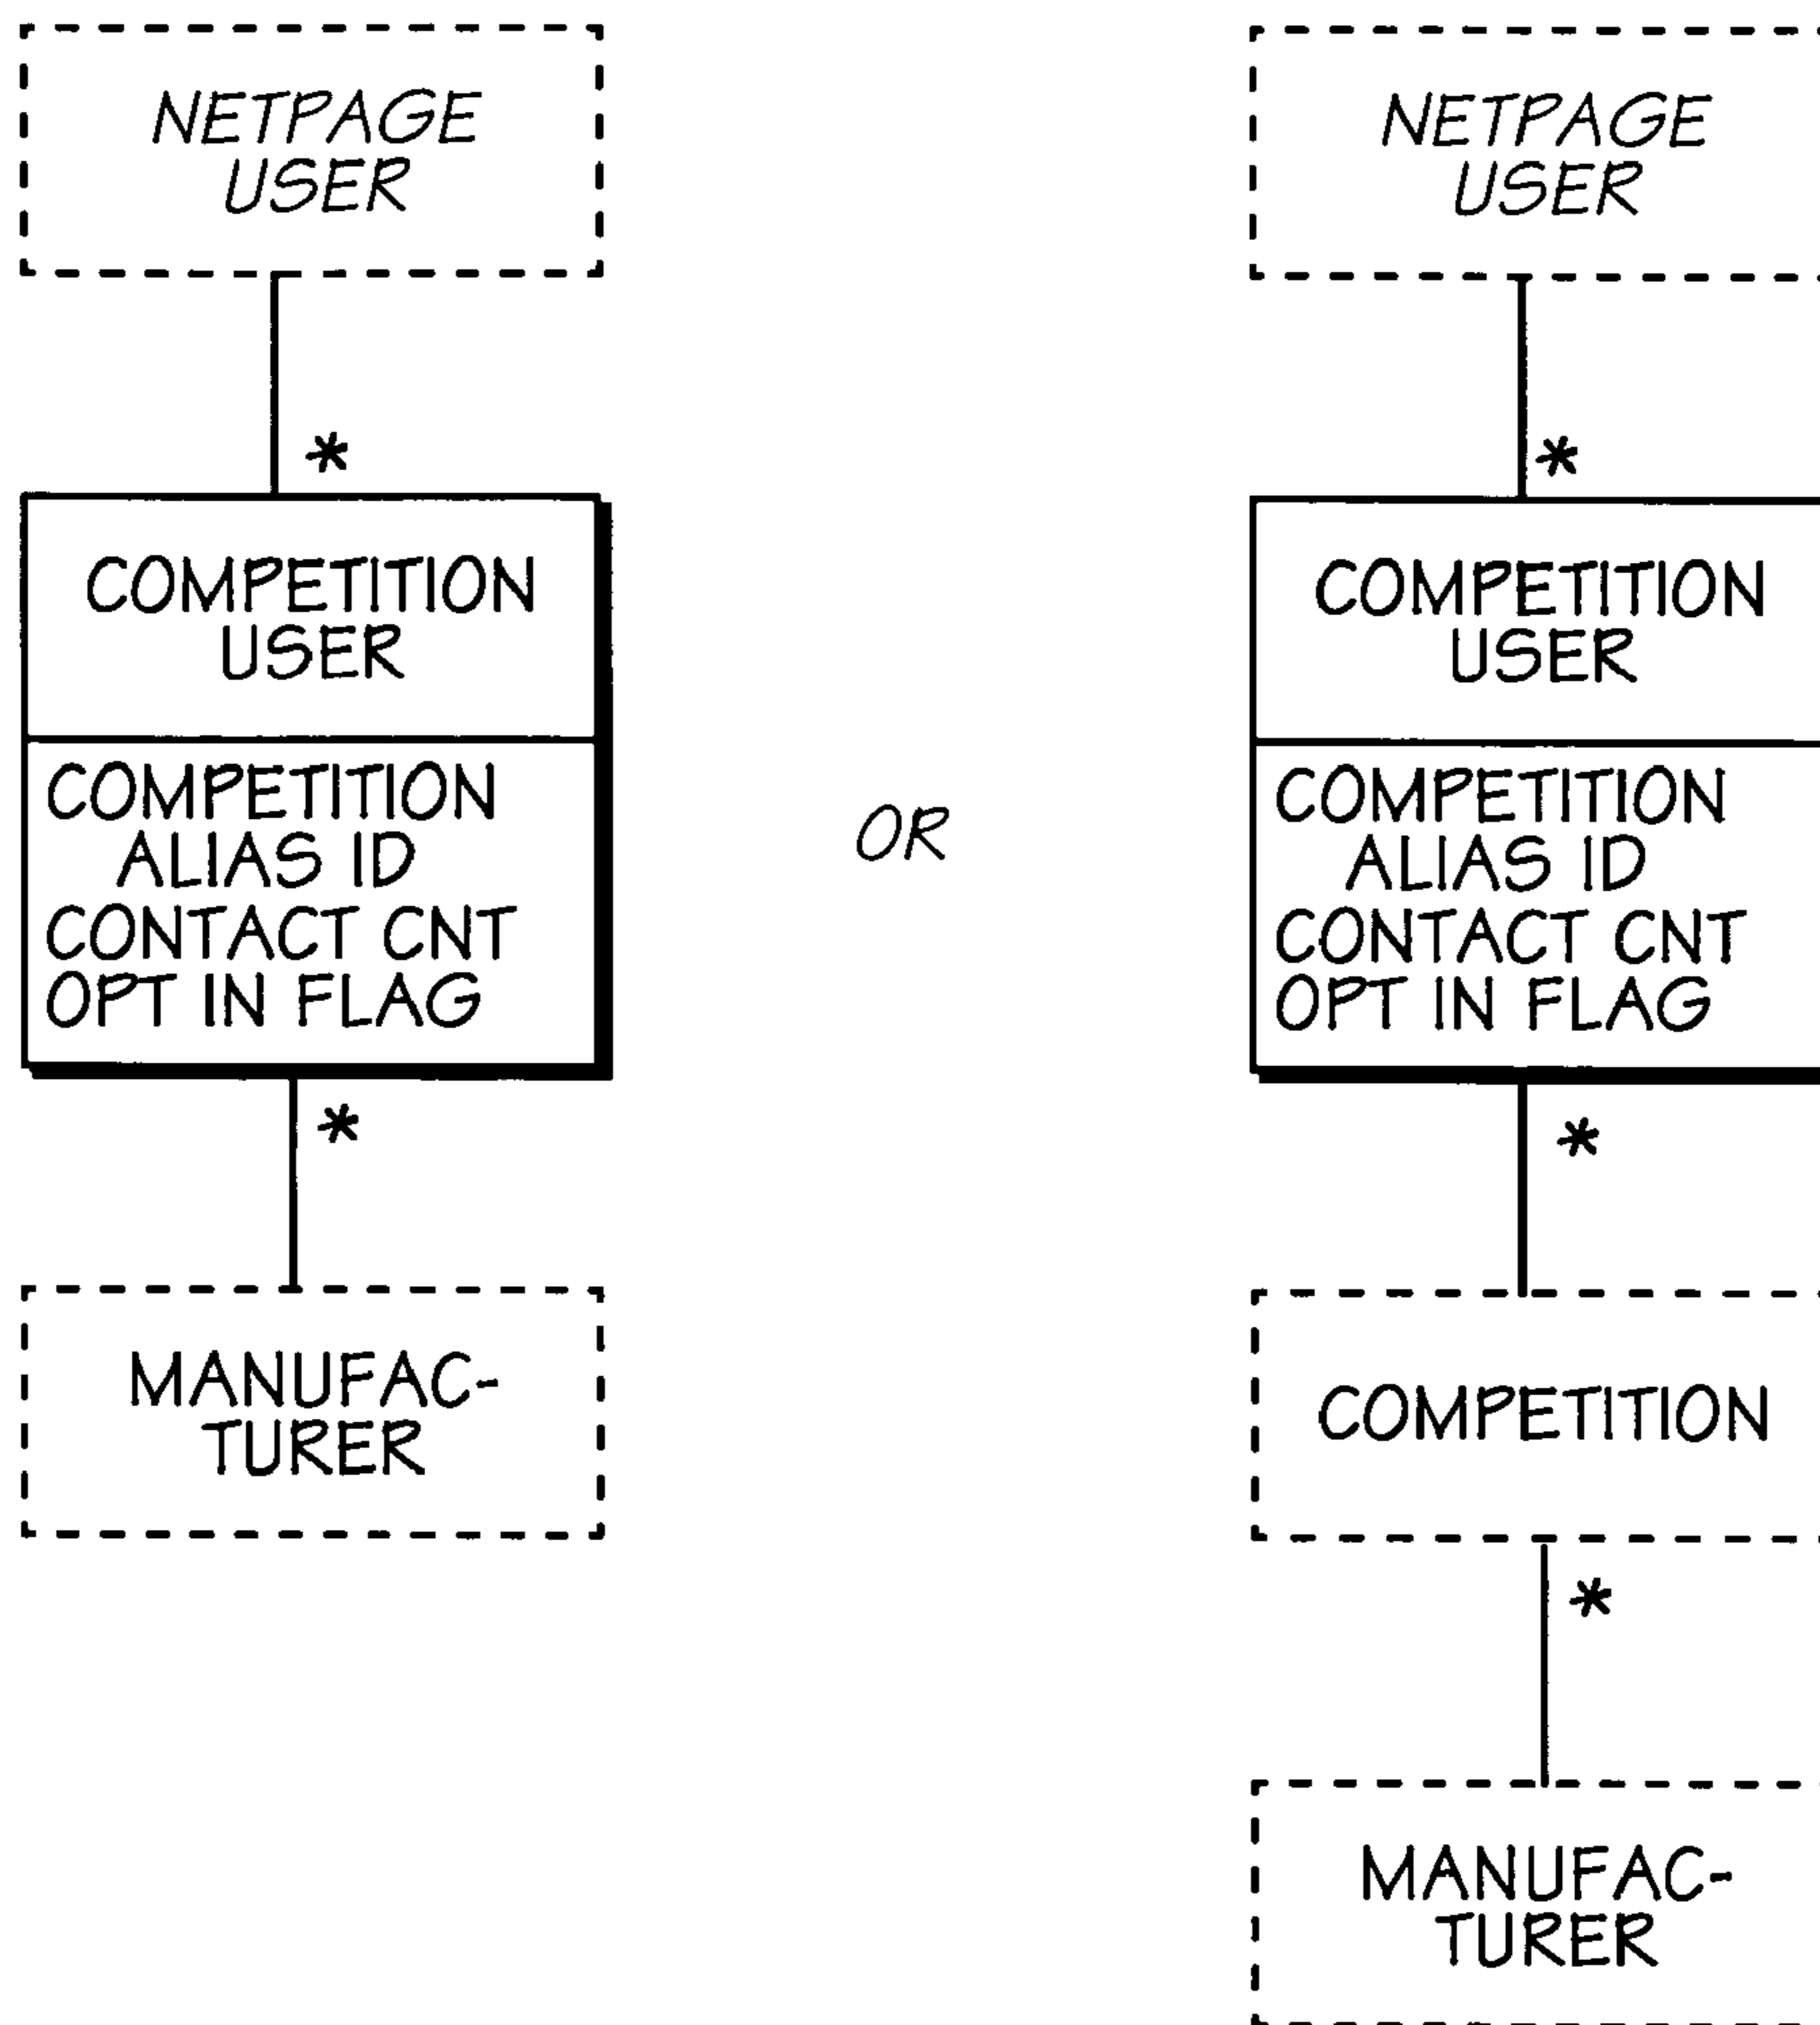 NETPAGE
USER
*
COMPETITION
USER
COMPETITION
ALIAS ID
CONTACT CNT
OPT IN FLAG
*
MANUFAC-
TURER
OR
NETPAGE
USER
*
COMPETITION
USER
COMPETITION
ALIAS ID
CONTACT CNT
OPT IN FLAG
*
COMPETITION
*
MANUFAC-
TURER